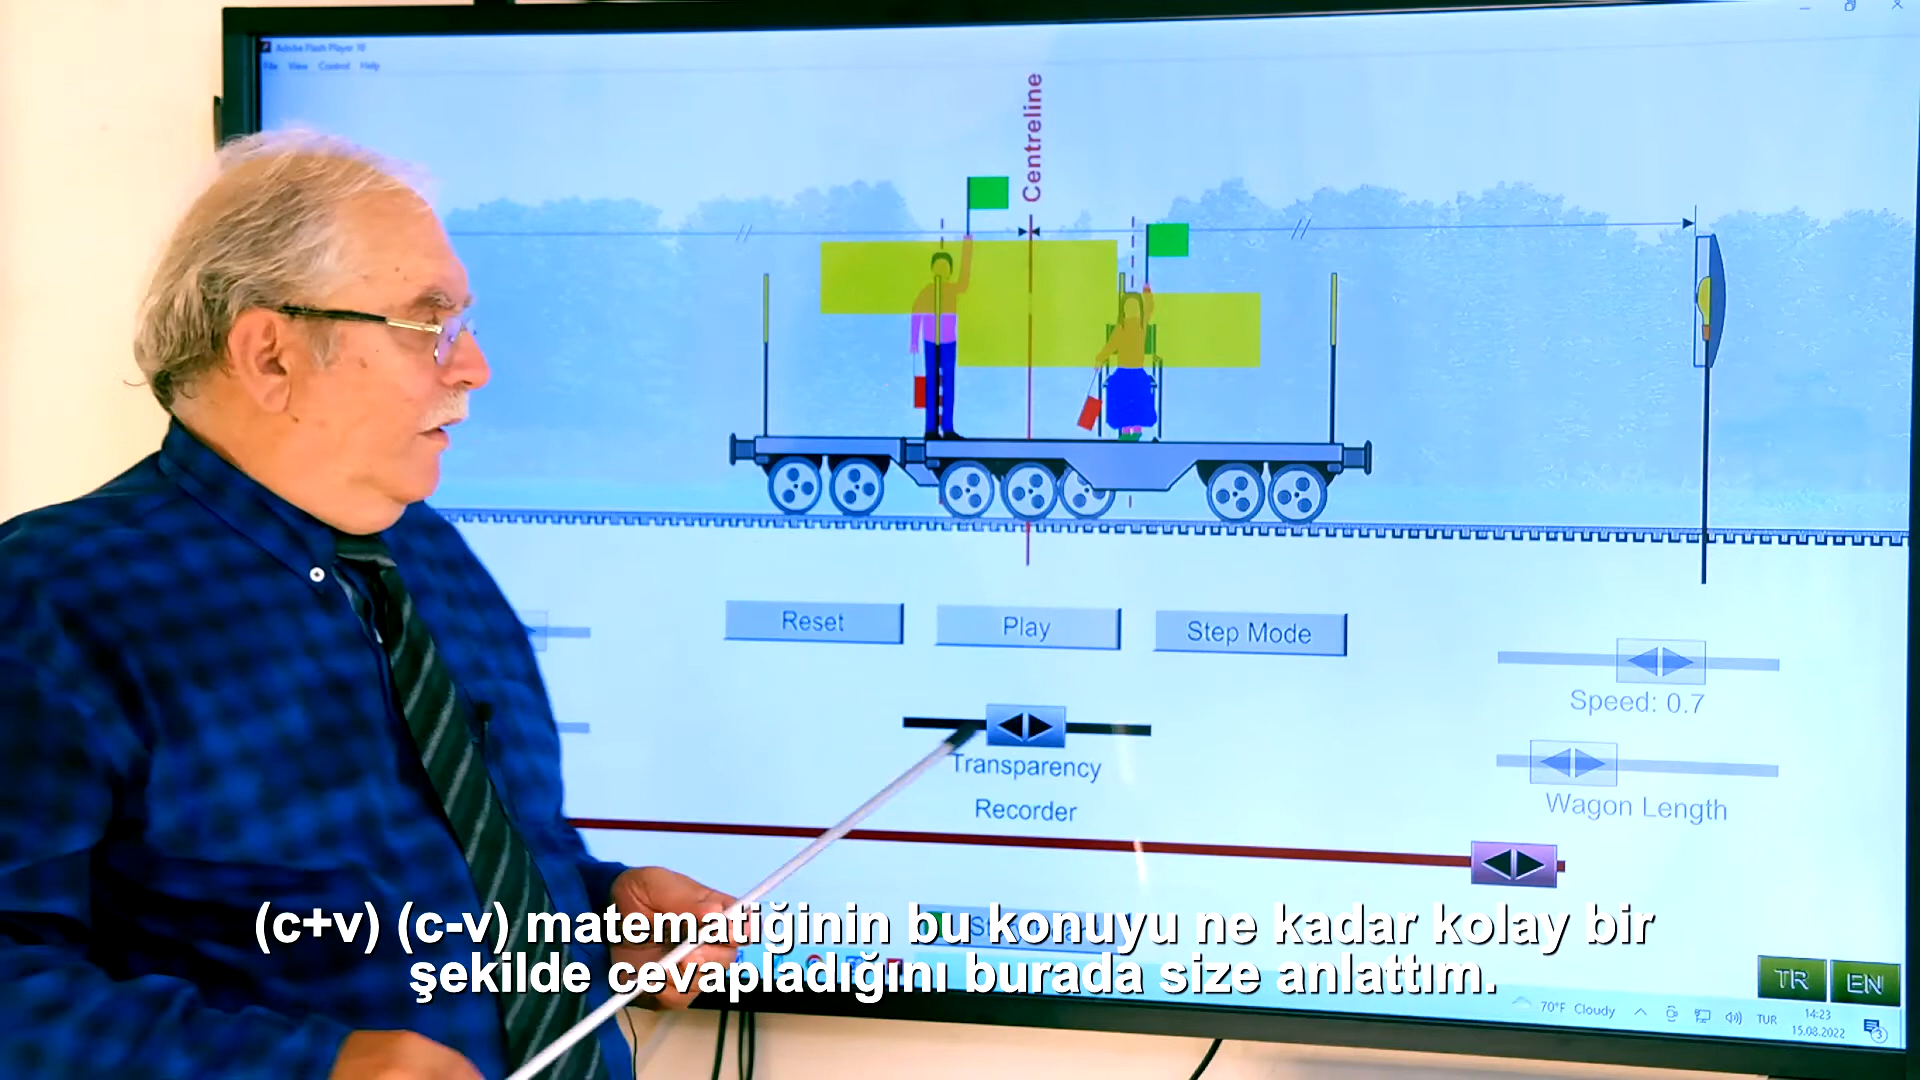 Adobe Flash Player 10
File View Control Help
Centreline
Reset
Play
Step Mode
Speed: 0.7
Transparency
Wagon Length
Recorder
(c+v) (c-v) matematiğinin bu konuyu ne kadar kolay bir
şekilde cevapladığını burada size anlattım.
TR
EN
70°F Cloudy
TUR
14:23
15.08.2022
3